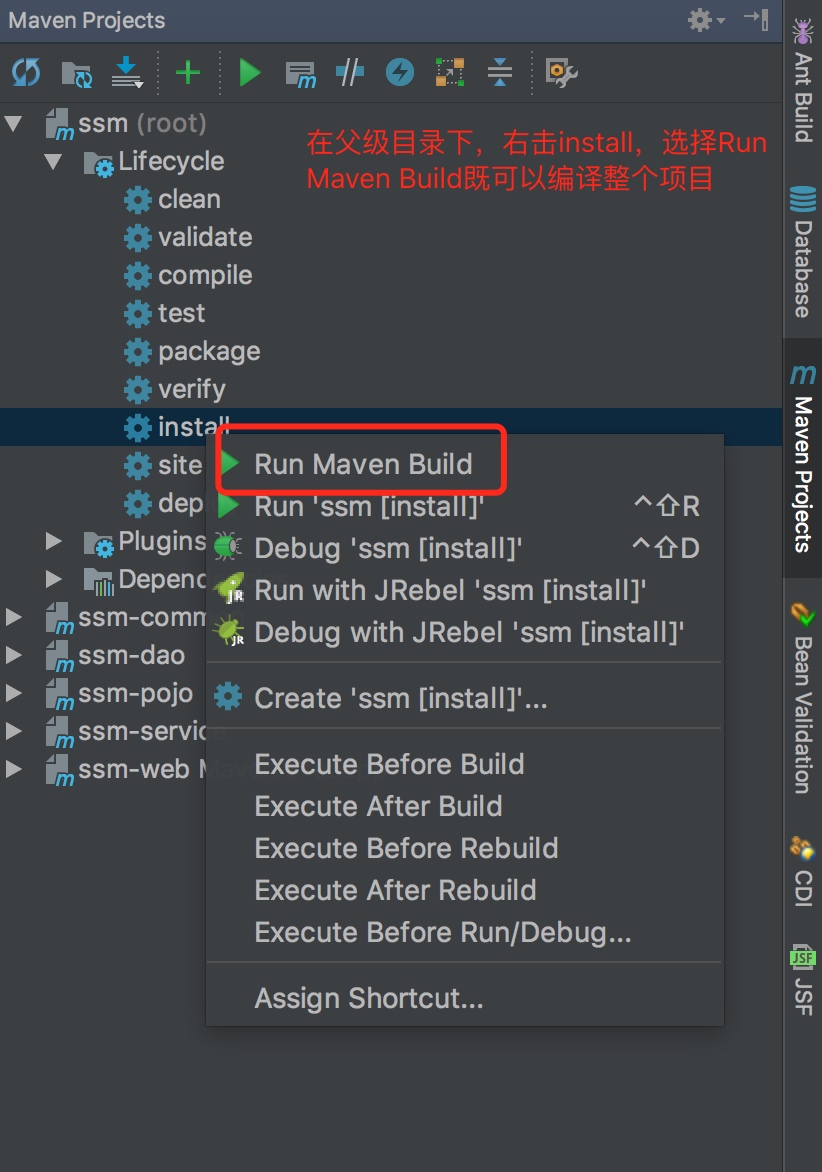 Maven Projects
ssm (root)
在父级目录下，右击install，选择Run
Maven Build既可以编译整个项目
Lifecycle
clean
validate
compile
test
package
verify
install
site
dep
Plugins
Depend
ssm-comm
ssm-dao
ssm-pojo
ssm-service
ssm-web
Run Maven Build
Run 'ssm [install]' ^⇧R
Debug 'ssm [install]' ^⇧D
Run with JRebel 'ssm [install]'
Debug with JRebel 'ssm [install]'
Create 'ssm [install]'...
Execute Before Build
Execute After Build
Execute Before Rebuild
Execute After Rebuild
Execute Before Run/Debug...
Assign Shortcut...
Ant Build
Database
Maven Projects
Bean Validation
CDI
JSF